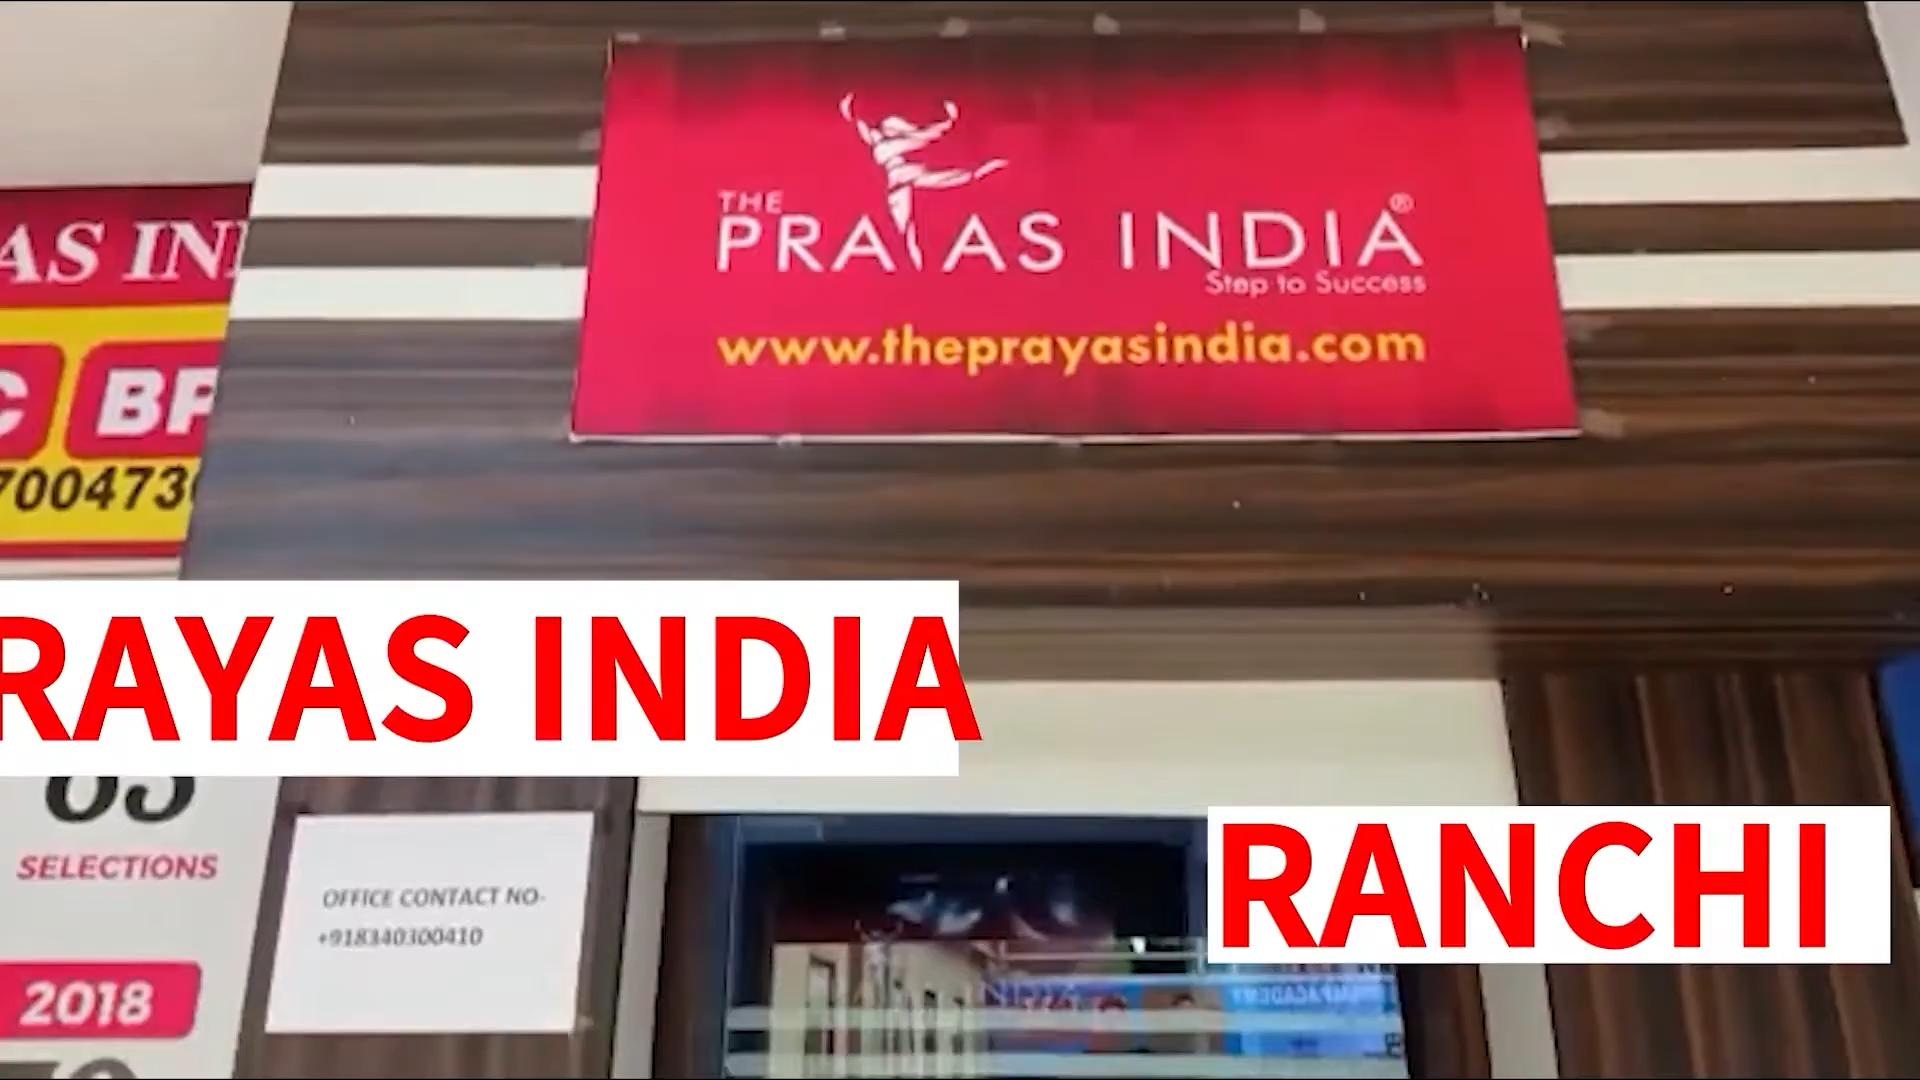 THE
PRAYAS INDIA®
Step to Success
www.theprayasindia.com
AS IN
C BP
700473
RAYAS INDIA
SELECTIONS
OFFICE CONTACT NO-
+918340300410
2018
RANCHI